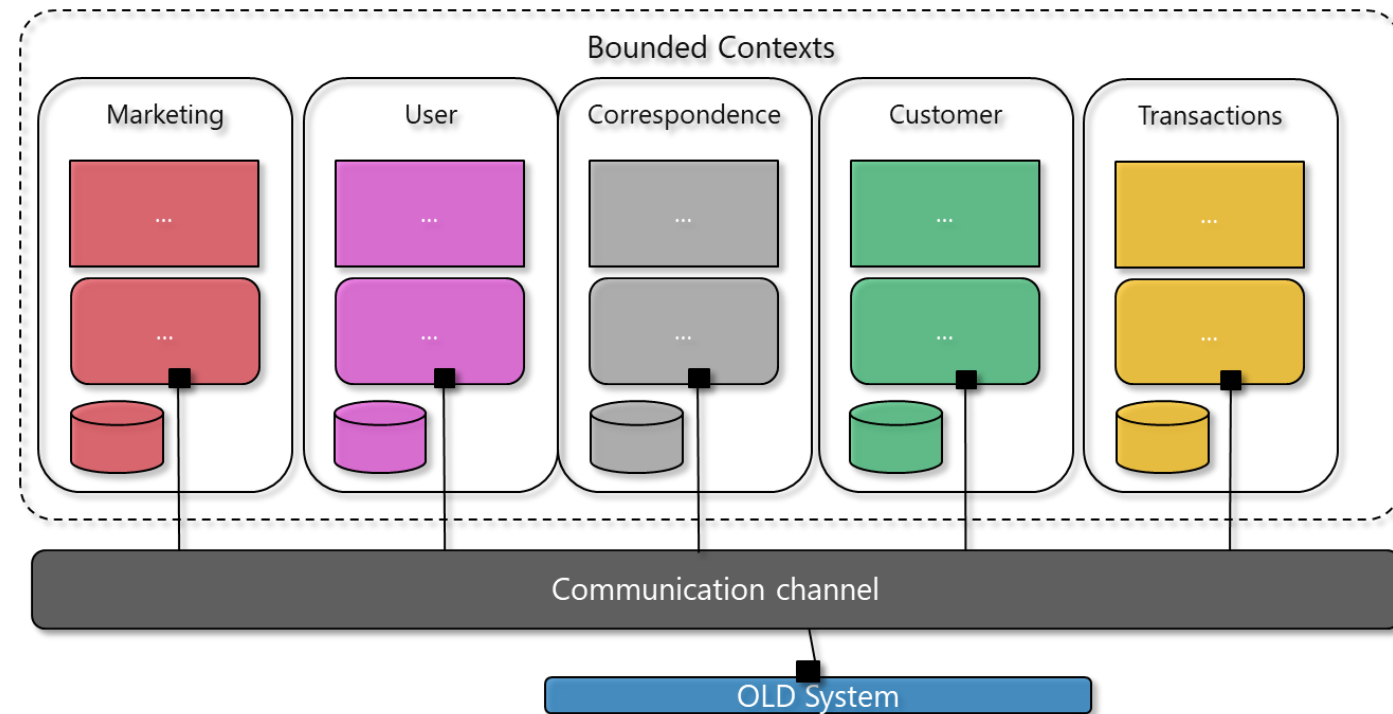 Bounded Contexts
Marketing
User
Correspondence
Customer
Transactions
...
...
...
...
...
...
...
...
...
...
Communication channel
OLD System